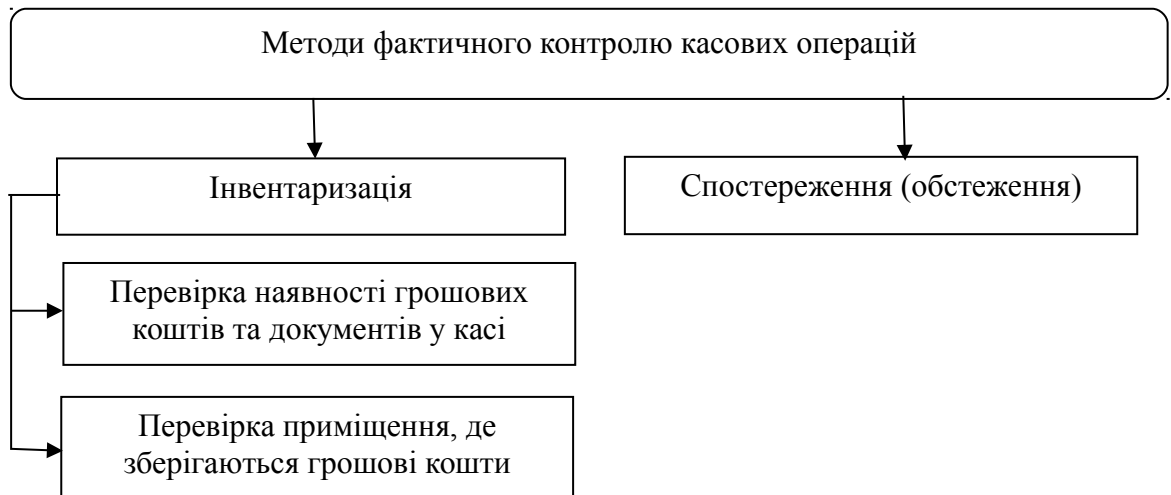 Методи фактичного контролю касових операцій
Інвентаризація
Спостереження (обстеження)
Перевірка наявності грошових
коштів та документів у касі
Перевірка приміщення, де
зберігаються грошові кошти